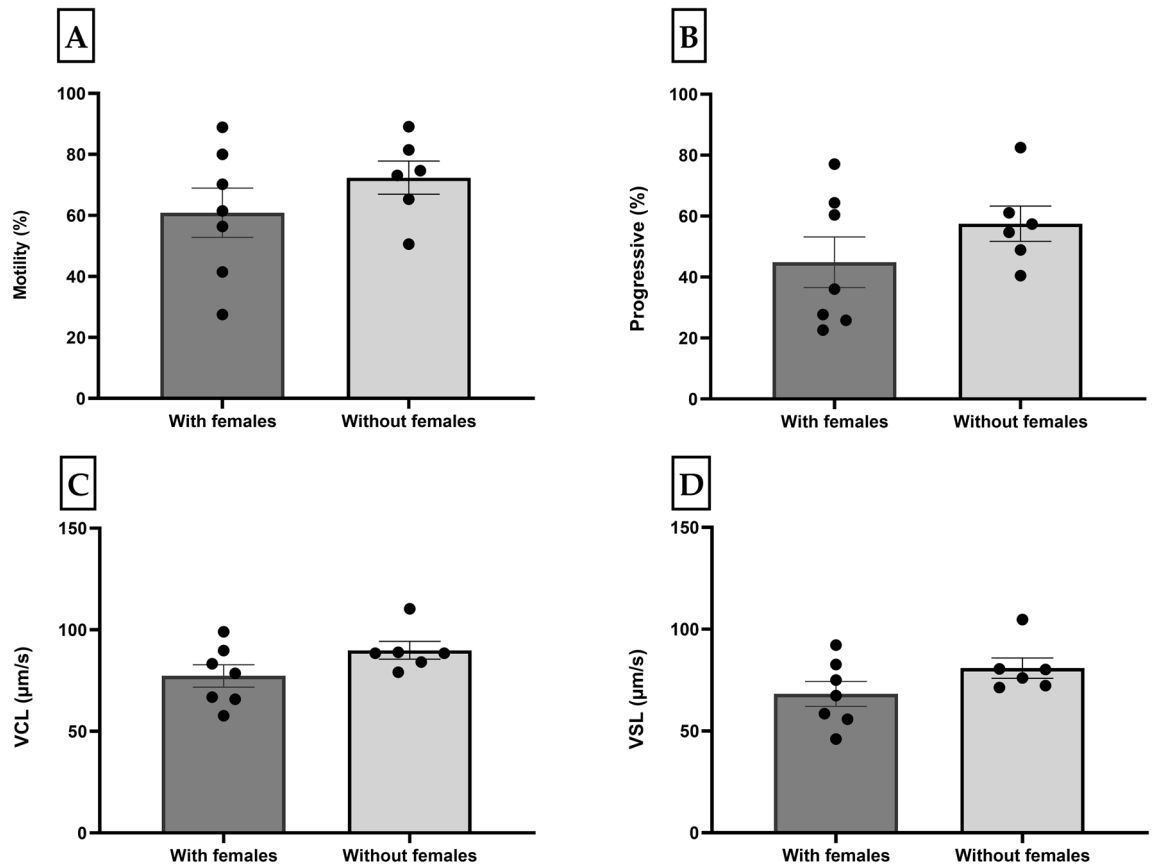 A
Motility (%)
100
80
60
40
20
0
With females
Without females
B
Progressive (%)
100
80
60
40
20
0
With females
Without females
C
VCL (µm/s)
150
100
50
0
With females
Without females
D
VSL (µm/s)
150
100
50
0
With females
Without females